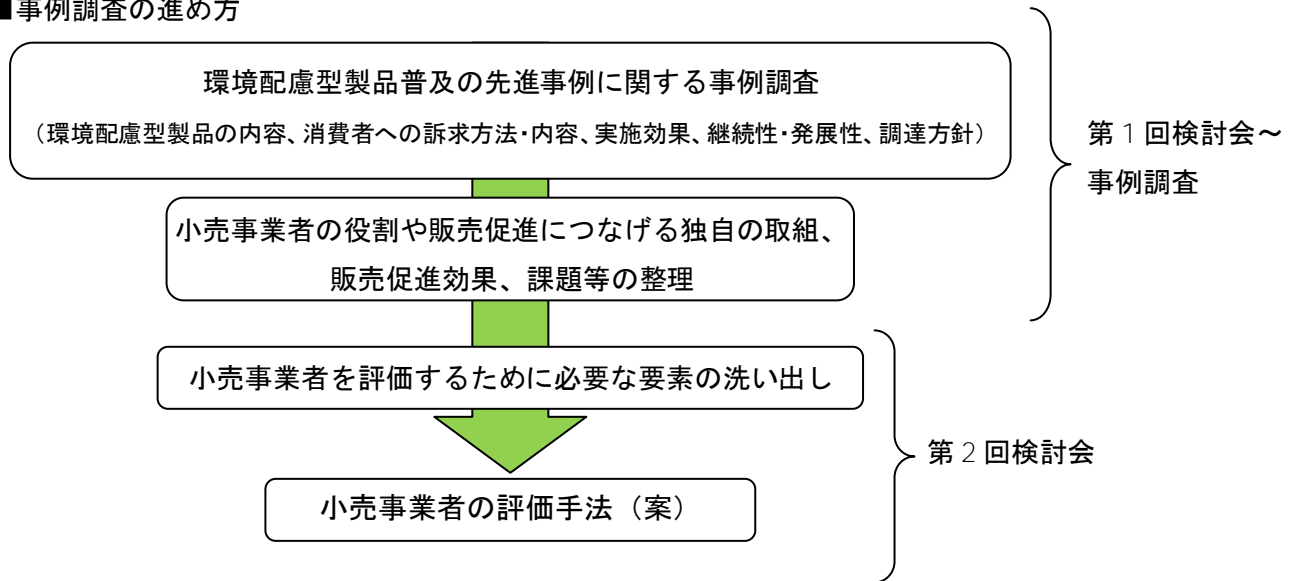 ■事例調査の進め方
環境配慮型製品普及の先進事例に関する事例調査
（環境配慮型製品の内容、消費者への訴求方法・内容、実施効果、継続性・発展性、調達方針）
第１回検討会～
事例調査
小売事業者の役割や販売促進につなげる独自の取組、
販売促進効果、課題等の整理
小売事業者を評価するために必要な要素の洗い出し
第２回検討会
小売事業者の評価手法（案）